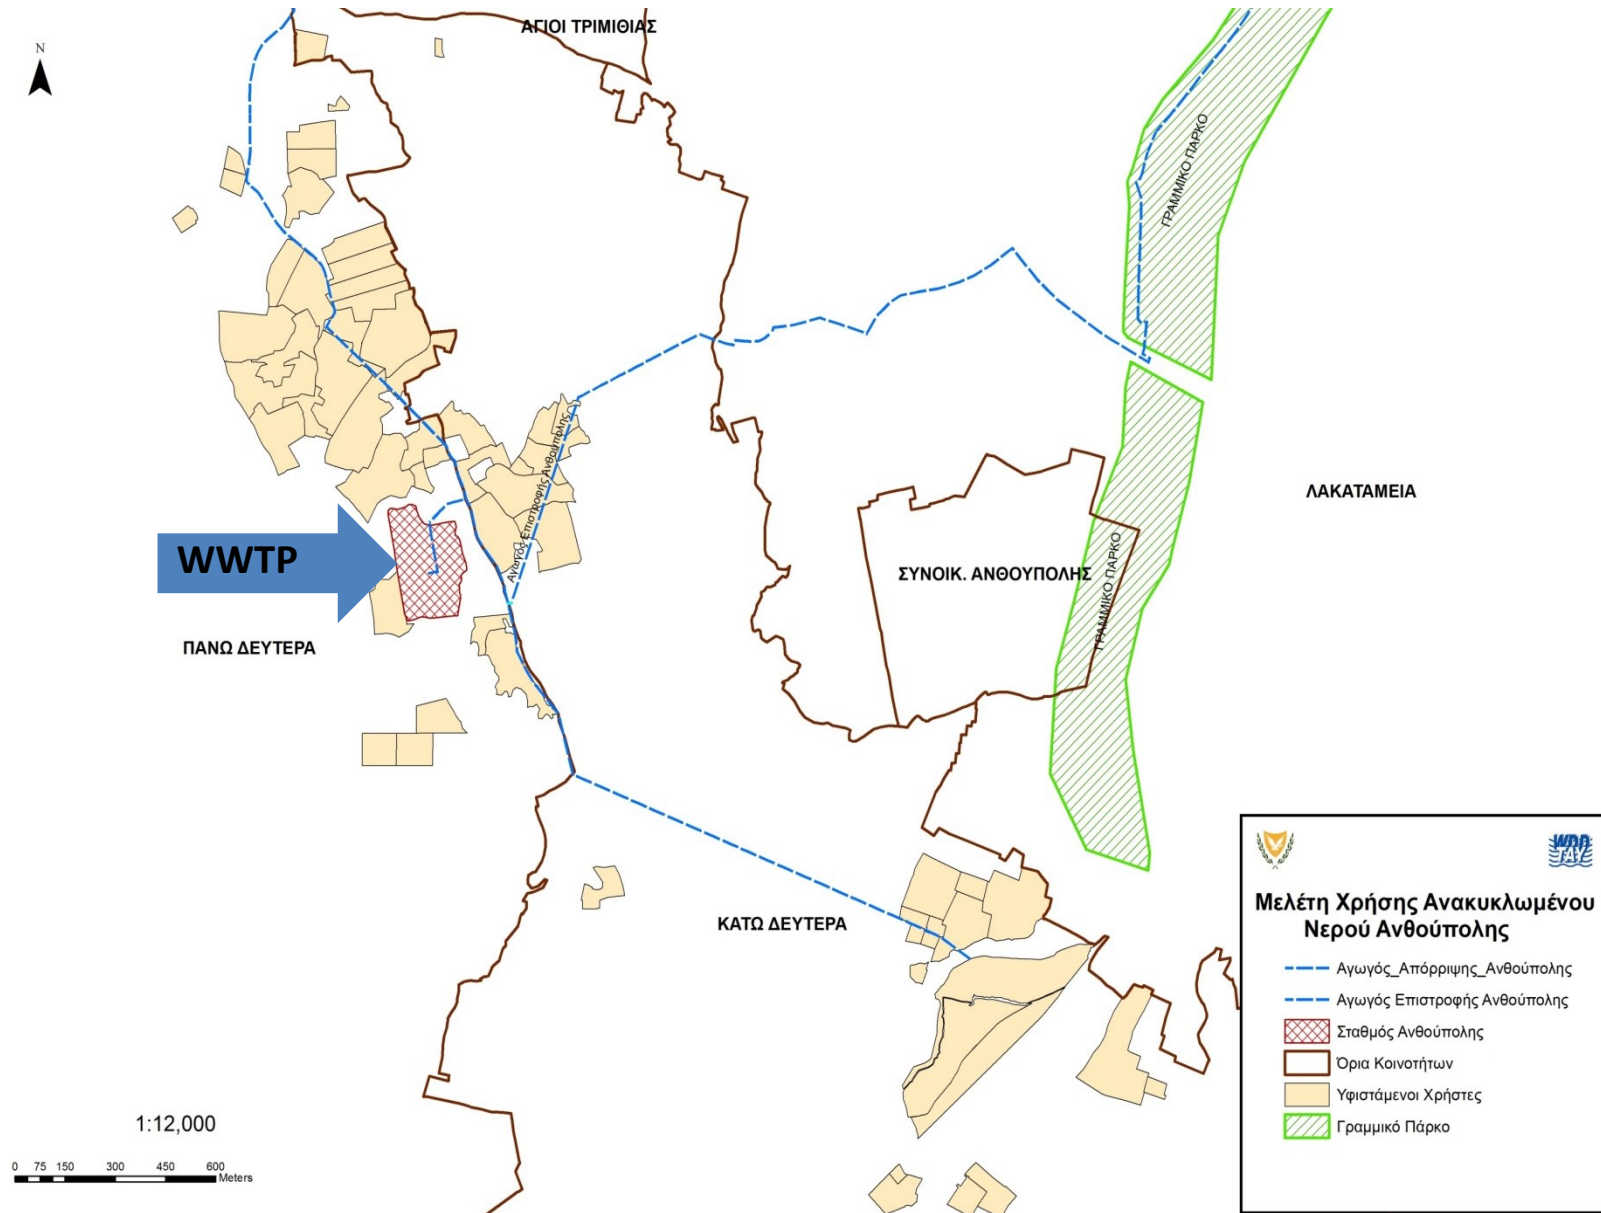 ΑΓΙΟΙ ΤΡΙΜΙΘΙΑΣ
N
ΓΡΑΜΜΙΚΟ ΠΑΡΚΟ
Αγωγός Επιστροφής Ανθούπολης
ΛΑΚΑΤΑΜΕΙΑ
WWTP
ΣΥΝΟΙΚ. ΑΝΘΟΥΠΟΛΗΣ
ΓΡΑΜΜΙΚΟ ΠΑΡΚΟ
ΠΑΝΩ ΔΕΥΤΕΡΑ
ΚΑΤΩ ΔΕΥΤΕΡΑ
WDD
TAY
Μελέτη Χρήσης Ανακυκλωμένου
Νερού Ανθούπολης
Αγωγός_Απόρριψης_Ανθούπολης
Αγωγός Επιστροφής Ανθούπολης
Σταθμός Ανθούπολης
Όρια Κοινοτήτων
Υφιστάμενοι Χρήστες
Γραμμικό Πάρκο
1:12,000
0 75 150 300 450 600
Meters